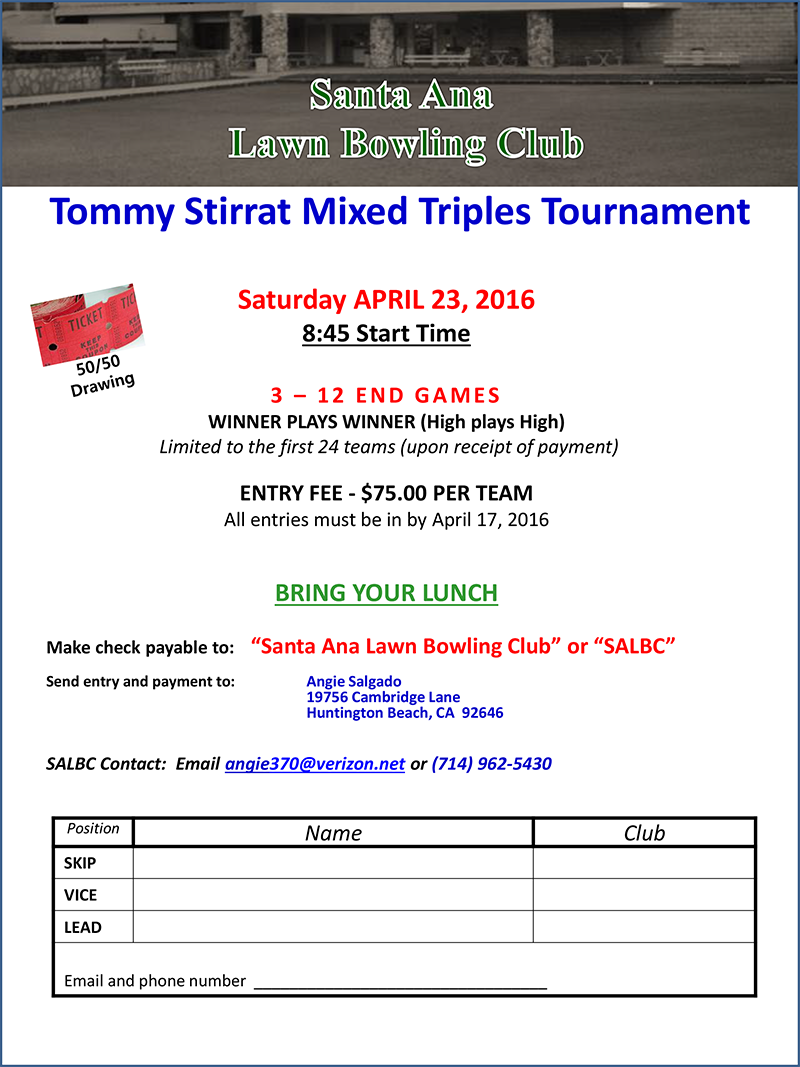 Santa Ana
Lawn Bowling Club
Tommy Stirrat Mixed Triples Tournament
TICKET
KEEP
THIS
COUPON
50/50
Drawing
Saturday APRIL 23, 2016
8:45 Start Time
3 – 12 END GAMES
WINNER PLAYS WINNER (High plays High)
Limited to the first 24 teams (upon receipt of payment)
ENTRY FEE - $75.00 PER TEAM
All entries must be in by April 17, 2016
BRING YOUR LUNCH
Make check payable to: “Santa Ana Lawn Bowling Club” or “SALBC”
Send entry and payment to: Angie Salgado
19756 Cambridge Lane
Huntington Beach, CA 92646
SALBC Contact: Email angie370@verizon.net or (714) 962-5430
Position Name Club
SKIP
VICE
LEAD
Email and phone number